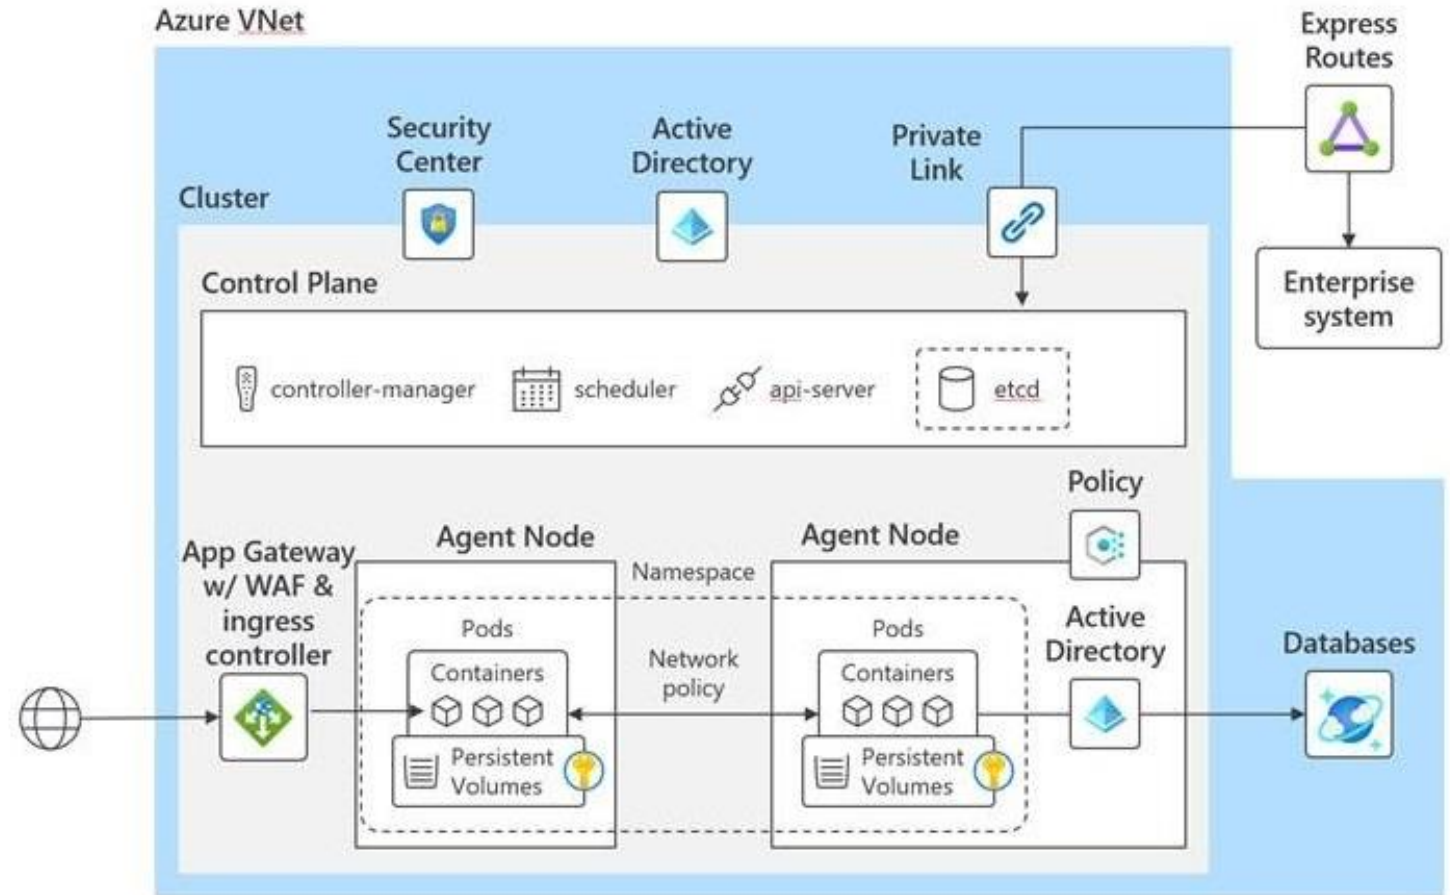 Azure VNet
Express
Routes
Security
Center
Active
Directory
Private
Link
Cluster
Control Plane
Enterprise
system
controller-manager
scheduler
api-server
etcd
Policy
App Gateway
w/ WAF &
ingress
controller
Agent Node
Agent Node
Namespace
Pods
Containers
Persistent
Volumes
Network
policy
Pods
Containers
Persistent
Volumes
Active
Directory
Databases